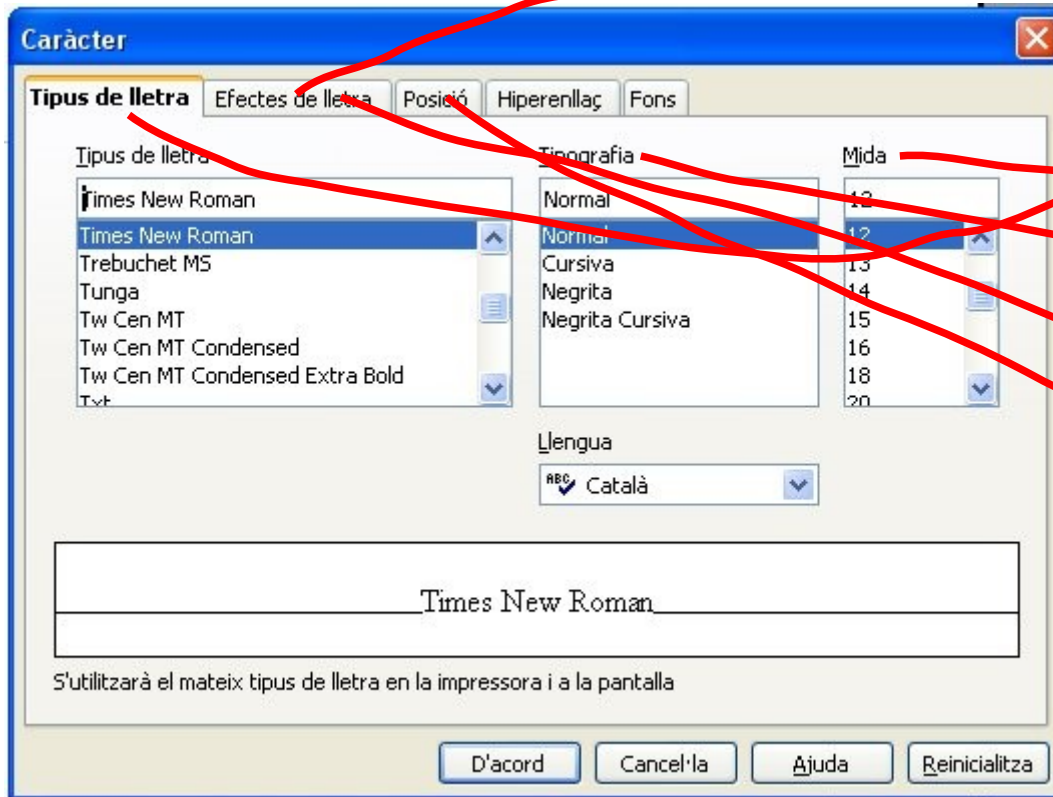 Caràcter
Tipus de lletra Efectes de lletra Posició Hiperenllaç Fons
Tipus de lletra Tipografia Mida
Times New Roman Normal 12
Times New Roman Normal 12
Trebuchet MS Cursiva 13
Tunga Negrita 14
Tw Cen MT Negrita Cursiva 15
Tw Cen MT Condensed 16
Tw Cen MT Condensed Extra Bold 18
Txt 20
Llengua
ABC Català
Times New Roman
S'utilitzarà el mateix tipus de lletra en la impressora i a la pantalla
D'acord Cancel·la Ajuda Reinicialitza